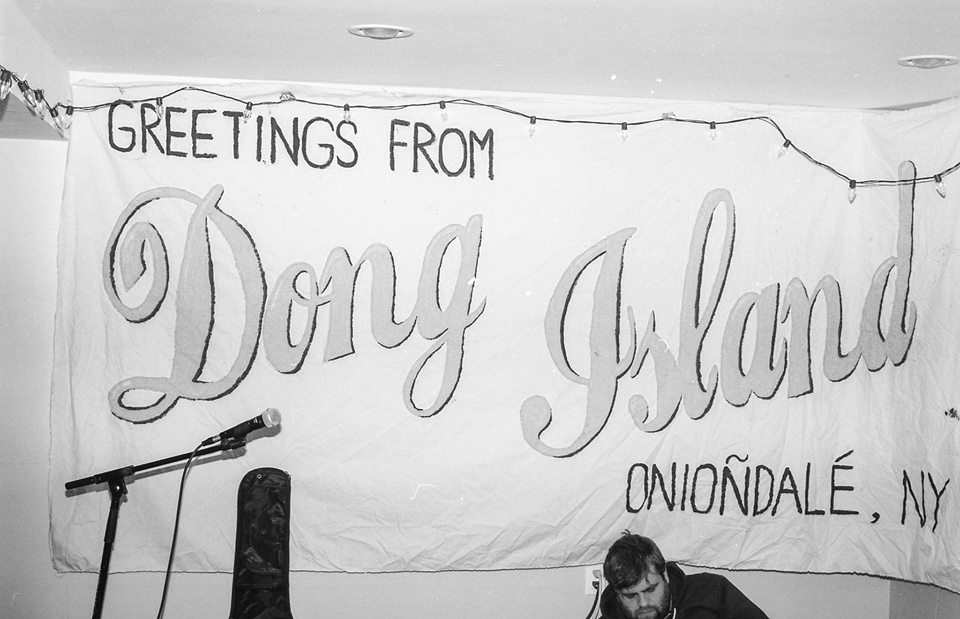 GREETINGS FROM
Dong Island
ONIOÑDALÉ, NY